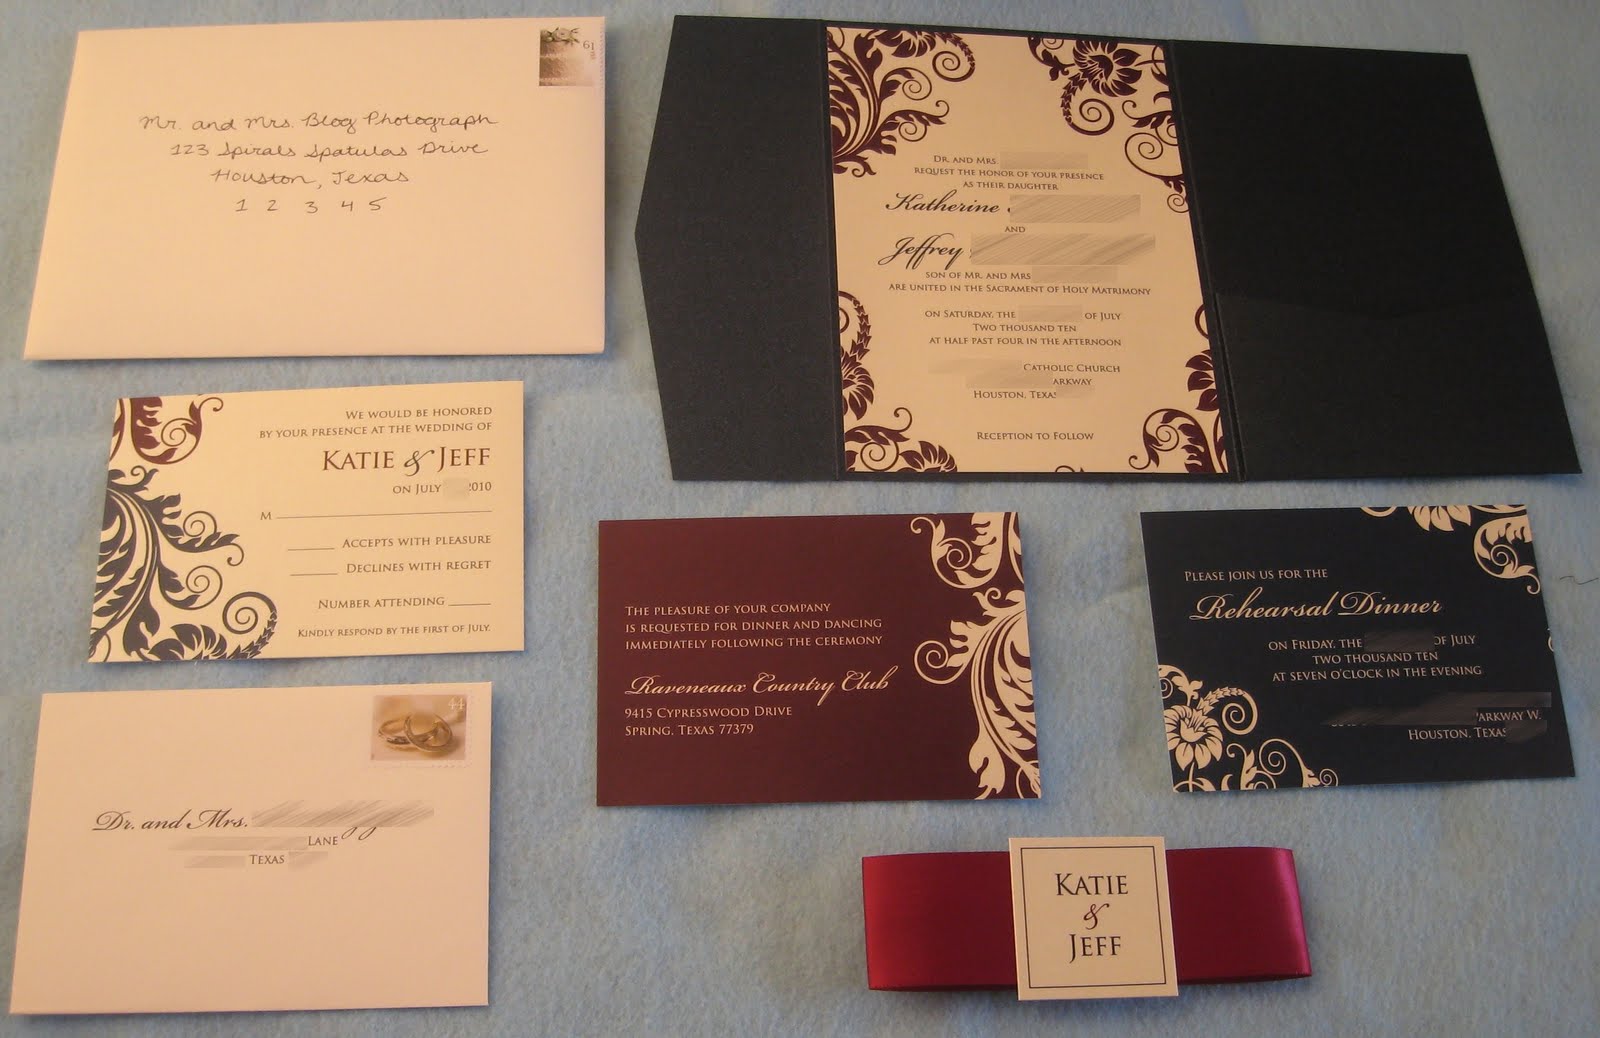 61
Mr. and Mrs. Blog Photograph
123 Spirals Spatulas Drive
Houston, Texas
1 2 3 4 5
Dr. and Mrs
request the honor of your presence
as their daughter
Katherine
and
Jeffrey
son of Mr. and Mrs
are united in the Sacrament of Holy Matrimony
on Saturday, the of July
Two thousand ten
at half past four in the afternoon
Catholic Church
arkway
Houston, Texas
Reception to Follow
We would be honored
by your presence at the wedding of
Katie & Jeff
on July 2010
M
Accepts with pleasure
Declines with regret
Number attending
Kindly respond by the first of July.
The pleasure of your company
is requested for dinner and dancing
immediately following the ceremony
Raveneaux Country Club
9415 Cypresswood Drive
Spring, Texas 77379
Please join us for the
Rehearsal Dinner
on Friday, the of July
two thousand ten
at seven o'clock in the evening
arkway W.
Houston, Texas
44
Dr. and Mrs.
Lane
Texas
Katie
&
Jeff